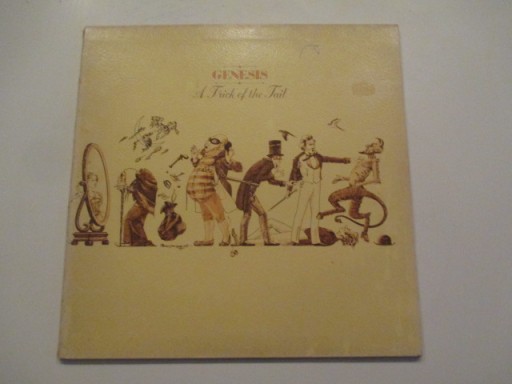 GENESIS
A Trick of the Tail